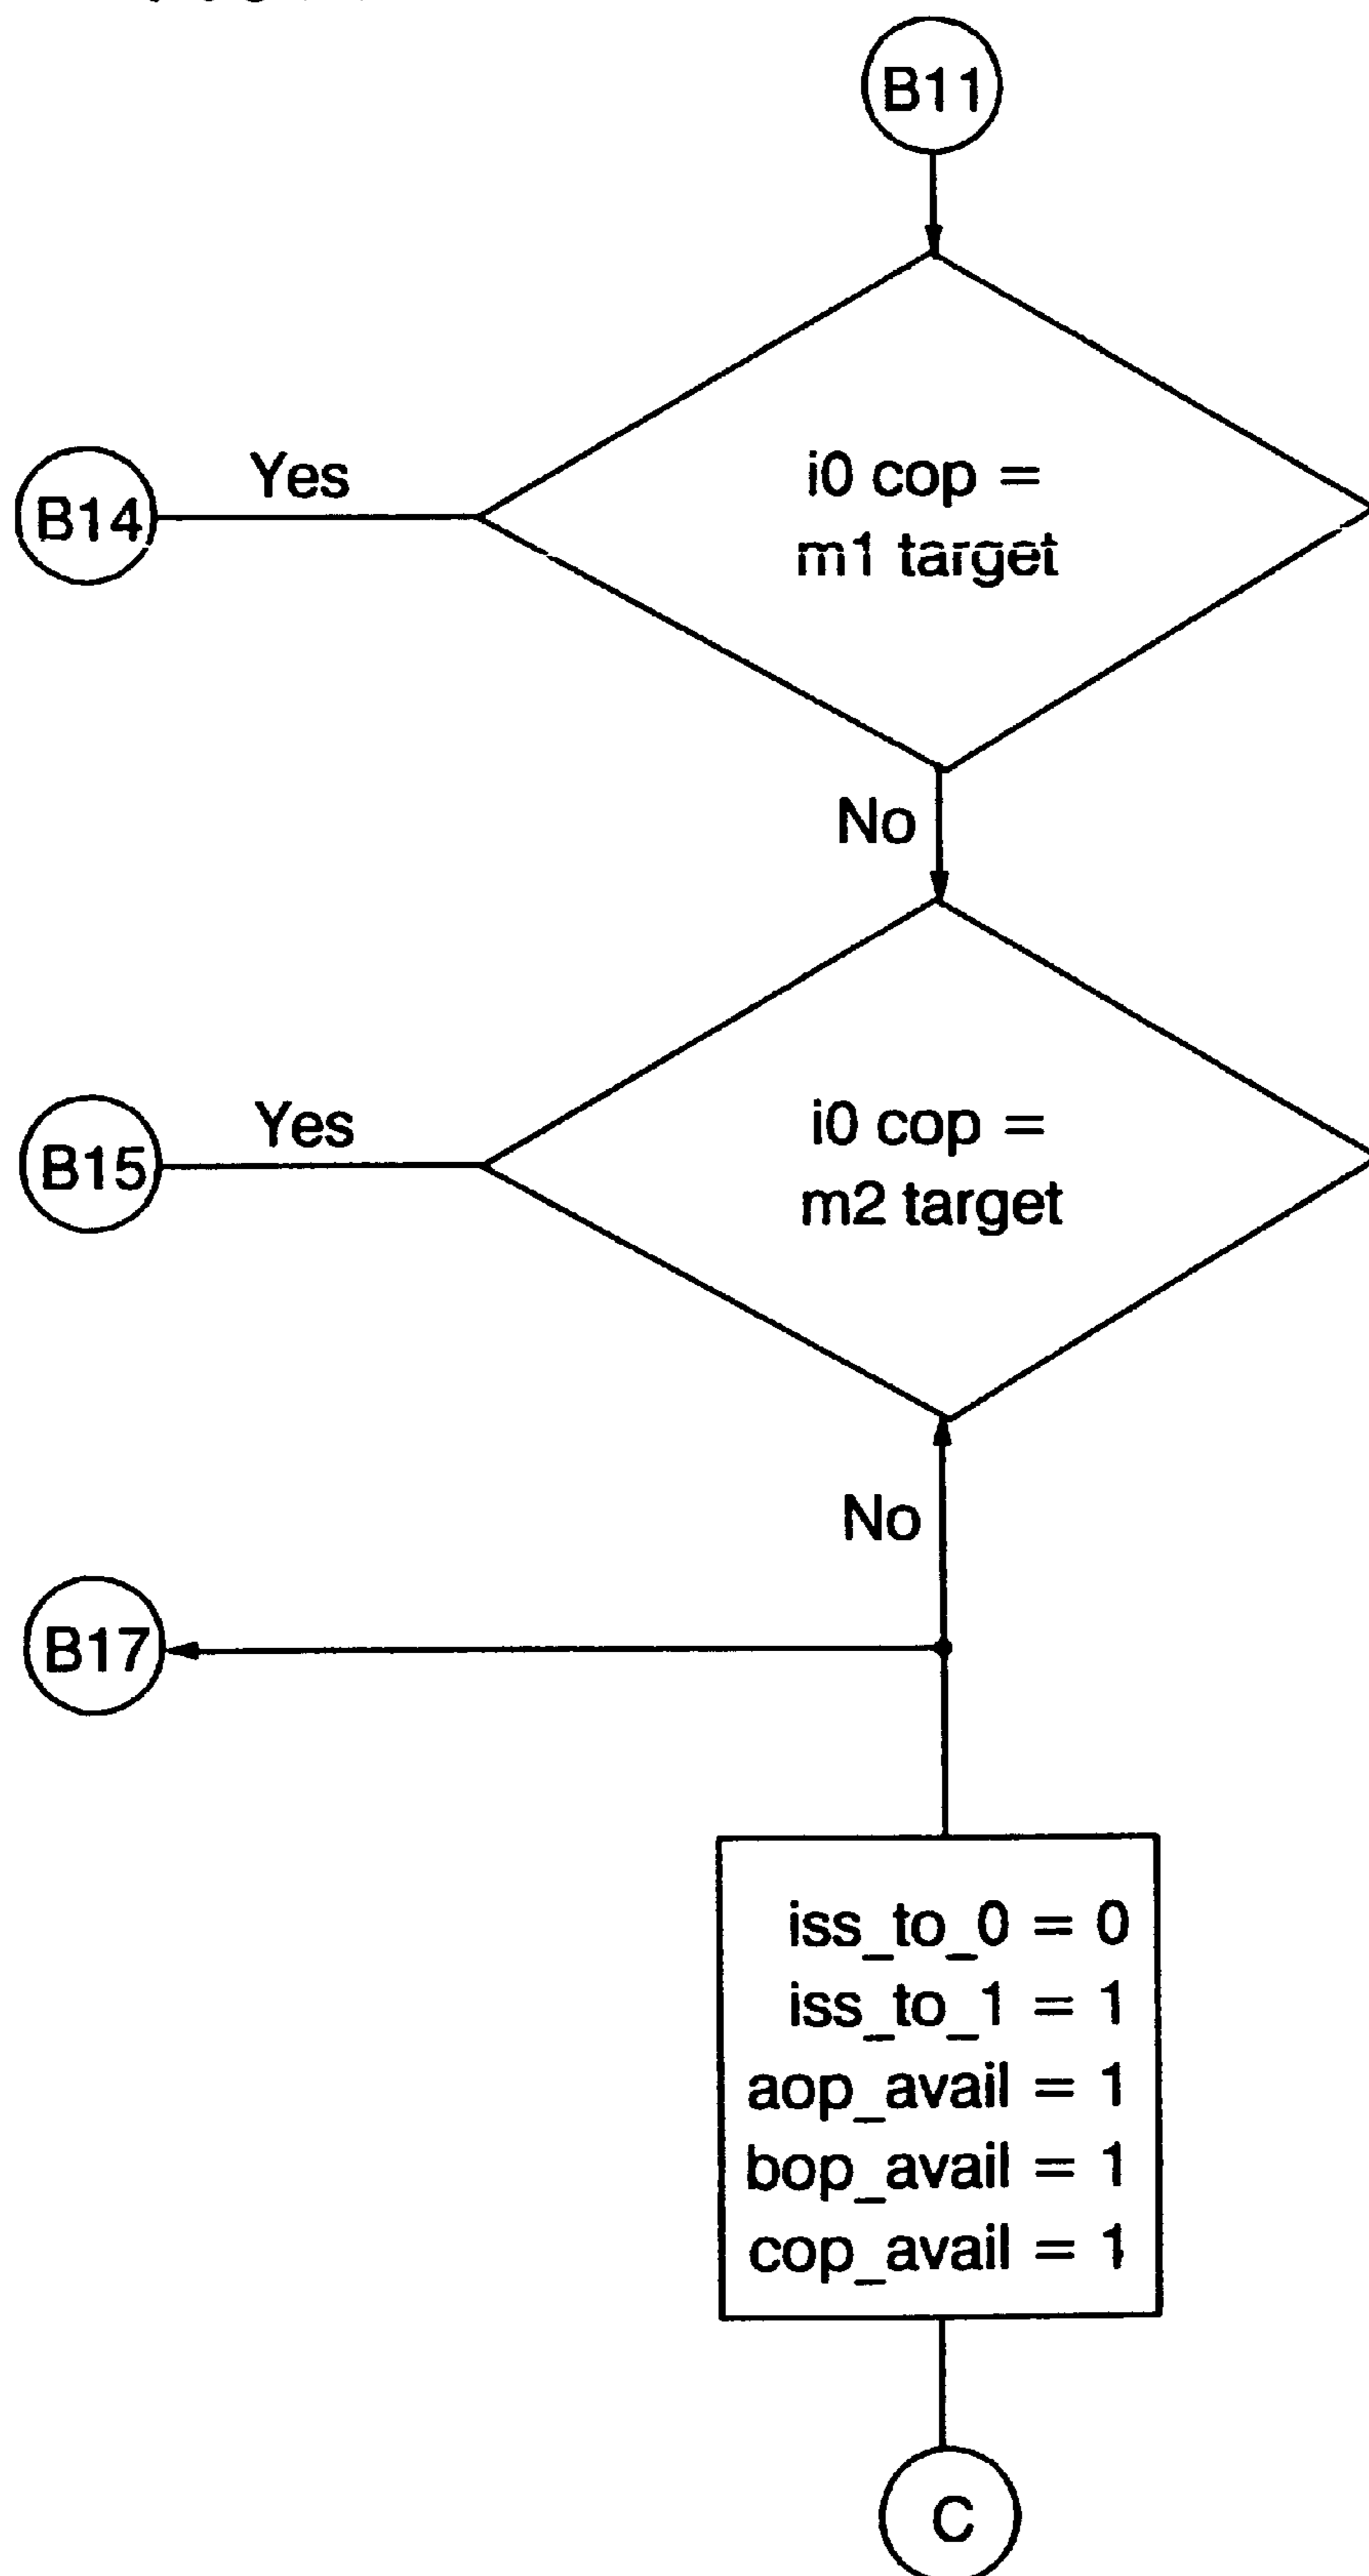 B11
i0 cop =
m1 target
Yes
B14
No
i0 cop =
m2 target
Yes
B15
No
B17
iss_to_0 = 0
iss_to_1 = 1
aop_avail = 1
bop_avail = 1
cop_avail = 1
C